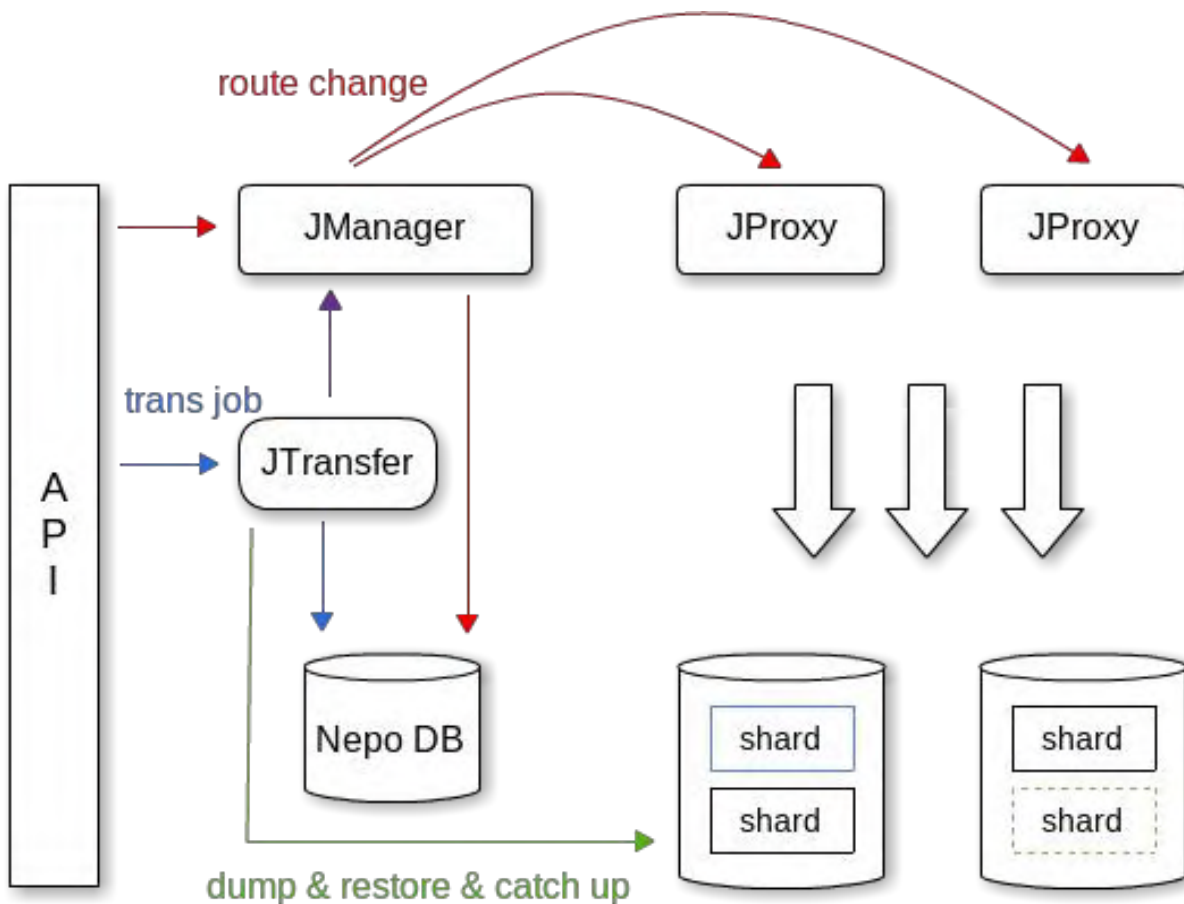 route change
JManager
JProxy
JProxy
trans job
JTransfer
A
P
I
Nepo DB
shard
shard
shard
shard
dump & restore & catch up